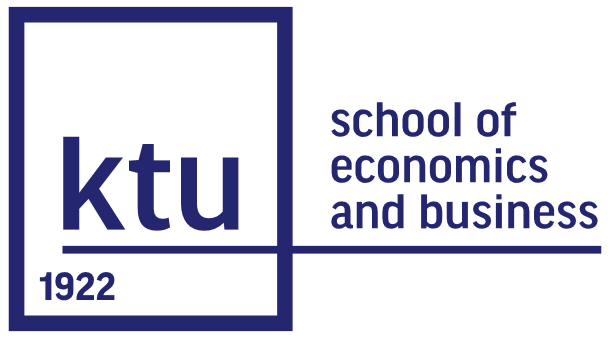 ktu
1922
school of
economics
and business